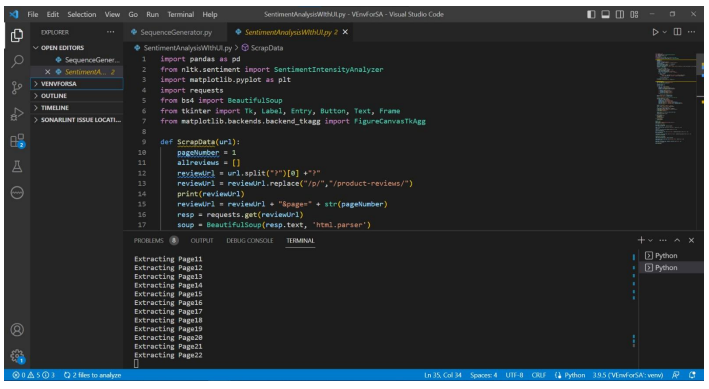 File Edit Selection View Go Run Terminal Help
SentimentAnalysisWithUI.py - VEnvForSA - Visual Studio Code
EXPLORER
SequenceGenerator.py
SentimentAnalysisWithUI.py 2
OPEN EDITORS
SequenceGener...
SentimentA... 2
VENVFORSA
OUTLINE
TIMELINE
SONARLINT ISSUE LOCATI...
SentimentAnalysisWithUI.py > ScrapData
1 import pandas as pd
2 from nltk.sentiment import SentimentIntensityAnalyzer
3 import matplotlib.pyplot as plt
4 import requests
5 from bs4 import BeautifulSoup
6 from tkinter import Tk, Label, Entry, Button, Text, Frame
7 from matplotlib.backends.backend_tkagg import FigureCanvasTkAgg
8
9 def ScrapData(url):
10 pageNumber = 1
11 allreviews = []
12 reviewUrl = url.split("?")[0] +"?"
13 reviewUrl = reviewUrl.replace("/p/","/product-reviews/")
14 print(reviewUrl)
15 reviewUrl = reviewUrl + "&page=" + str(pageNumber)
16 resp = requests.get(reviewUrl)
17 soup = BeautifulSoup(resp.text, 'html.parser')
PROBLEMS 8 OUTPUT DEBUG CONSOLE TERMINAL
Python
Python
Extracting Page11
Extracting Page12
Extracting Page13
Extracting Page14
Extracting Page15
Extracting Page16
Extracting Page17
Extracting Page18
Extracting Page19
Extracting Page20
Extracting Page21
Extracting Page22
2
1
0 5 3 2 files to analyze
Ln 35, Col 34 Spaces: 4 UTF-8 CRLF Python 3.9.5 ('VEnvForSA': venv)